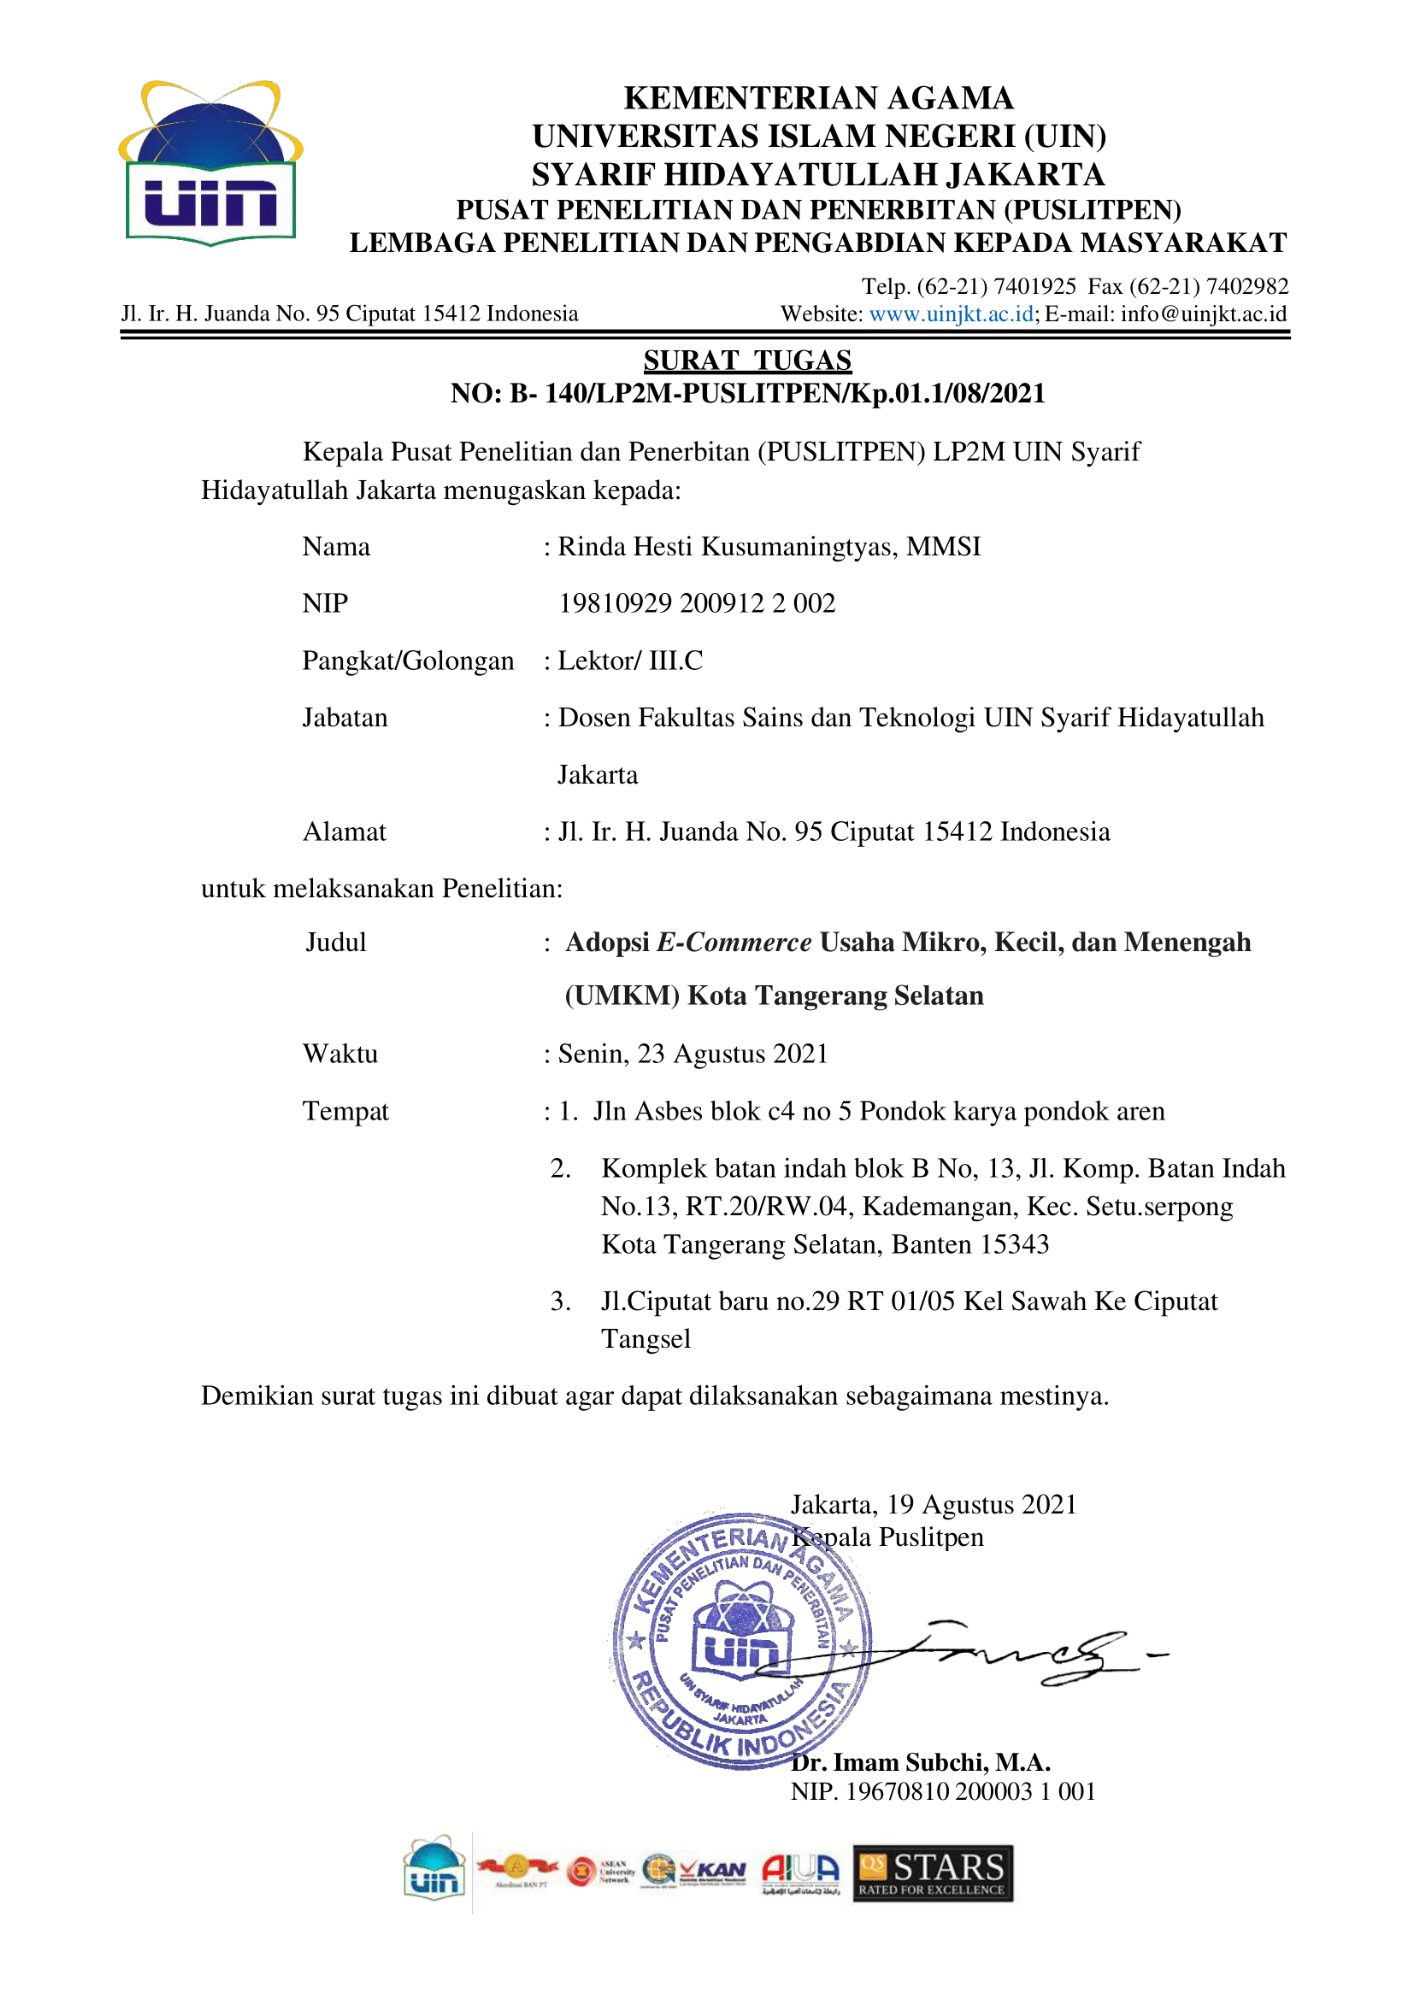 KEMENTERIAN AGAMA
UNIVERSITAS ISLAM NEGERI (UIN)
SYARIF HIDAYATULLAH JAKARTA
PUSAT PENELITIAN DAN PENERBITAN (PUSLITPEN)
LEMBAGA PENELITIAN DAN PENGABDIAN KEPADA MASYARAKAT
uin
Telp. (62-21) 7401925 Fax (62-21) 7402982
Jl. Ir. H. Juanda No. 95 Ciputat 15412 Indonesia Website: www.uinjkt.ac.id; E-mail: info@uinjkt.ac.id
SURAT TUGAS
NO: B- 140/LP2M-PUSLITPEN/Kp.01.1/08/2021
Kepala Pusat Penelitian dan Penerbitan (PUSLITPEN) LP2M UIN Syarif
Hidayatullah Jakarta menugaskan kepada:
Nama : Rinda Hesti Kusumaningtyas, MMSI
NIP 19810929 200912 2 002
Pangkat/Golongan : Lektor/ III.C
Jabatan : Dosen Fakultas Sains dan Teknologi UIN Syarif Hidayatullah
Jakarta
Alamat : Jl. Ir. H. Juanda No. 95 Ciputat 15412 Indonesia
untuk melaksanakan Penelitian:
Judul : Adopsi E-Commerce Usaha Mikro, Kecil, dan Menengah
(UMKM) Kota Tangerang Selatan
Waktu : Senin, 23 Agustus 2021
Tempat : 1. Jln Asbes blok c4 no 5 Pondok karya pondok aren
2. Komplek batan indah blok B No, 13, Jl. Komp. Batan Indah
No.13, RT.20/RW.04, Kademangan, Kec. Setu.serpong
Kota Tangerang Selatan, Banten 15343
3. Jl.Ciputat baru no.29 RT 01/05 Kel Sawah Ke Ciputat
Tangsel
Demikian surat tugas ini dibuat agar dapat dilaksanakan sebagaimana mestinya.
Jakarta, 19 Agustus 2021
Kepala Puslitpen
KEMENTERIAN AGAMA
PUSAT PENELITIAN DAN PENERBITAN
uin
UIN SYARIF HIDAYATULLAH
JAKARTA
REPUBLIK INDONESIA
Dr. Imam Subchi, M.A.
NIP. 19670810 200003 1 001
uin
Akreditasi BAN PT
ASEAN
University
Network
KAN
AIUA
QS STARS
RATED FOR EXCELLENCE